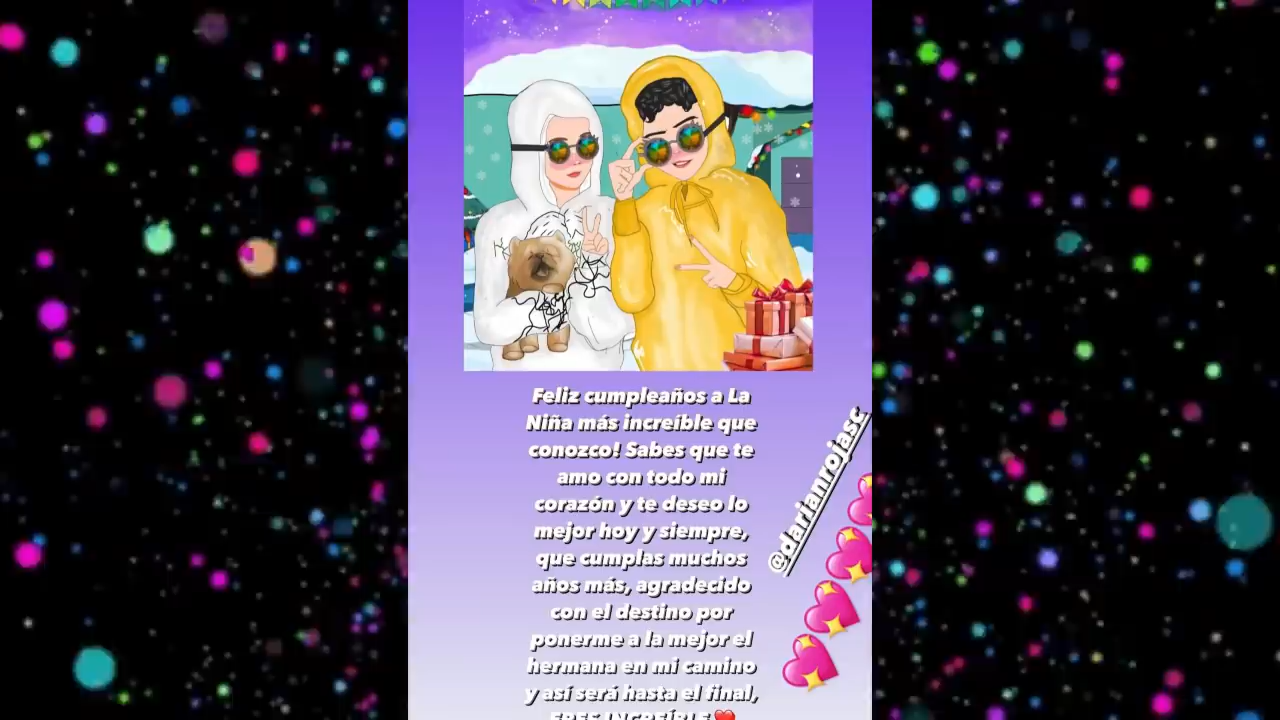 Feliz cumpleaños a La
Niña más increíble que
conozco! Sabes que te
amo con todo mi
corazón y te deseo lo
mejor hoy y siempre,
que cumplas muchos
años más, agradecido
con el destino por
ponerme a la mejor el
hermana en mi camino
y así será hasta el final,
ERES INCREÍBLE ❤️
@darianrojasc